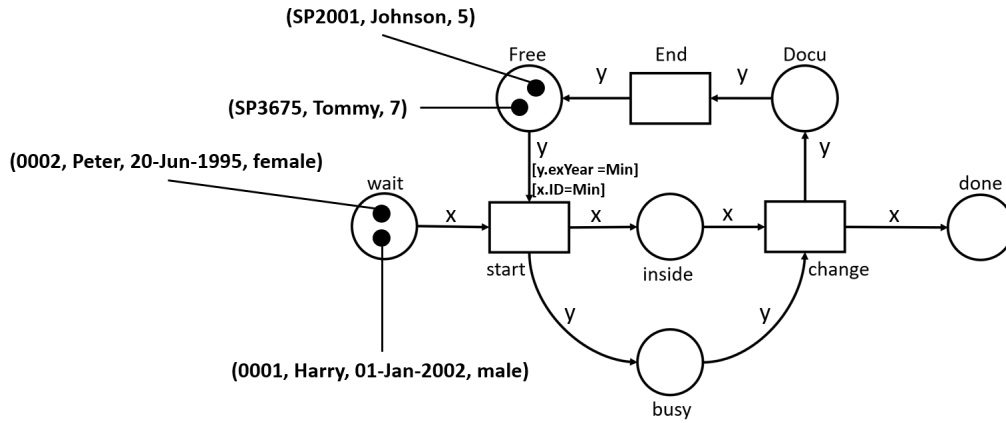 (SP2001, Johnson, 5)
Free
End
Docu
y
y
(SP3675, Tommy, 7)
y
[y.exYear =Min]
[x.ID=Min]
y
(0002, Peter, 20-Jun-1995, female)
wait
done
x
x
x
x
start
inside
change
y
y
(0001, Harry, 01-Jan-2002, male)
busy